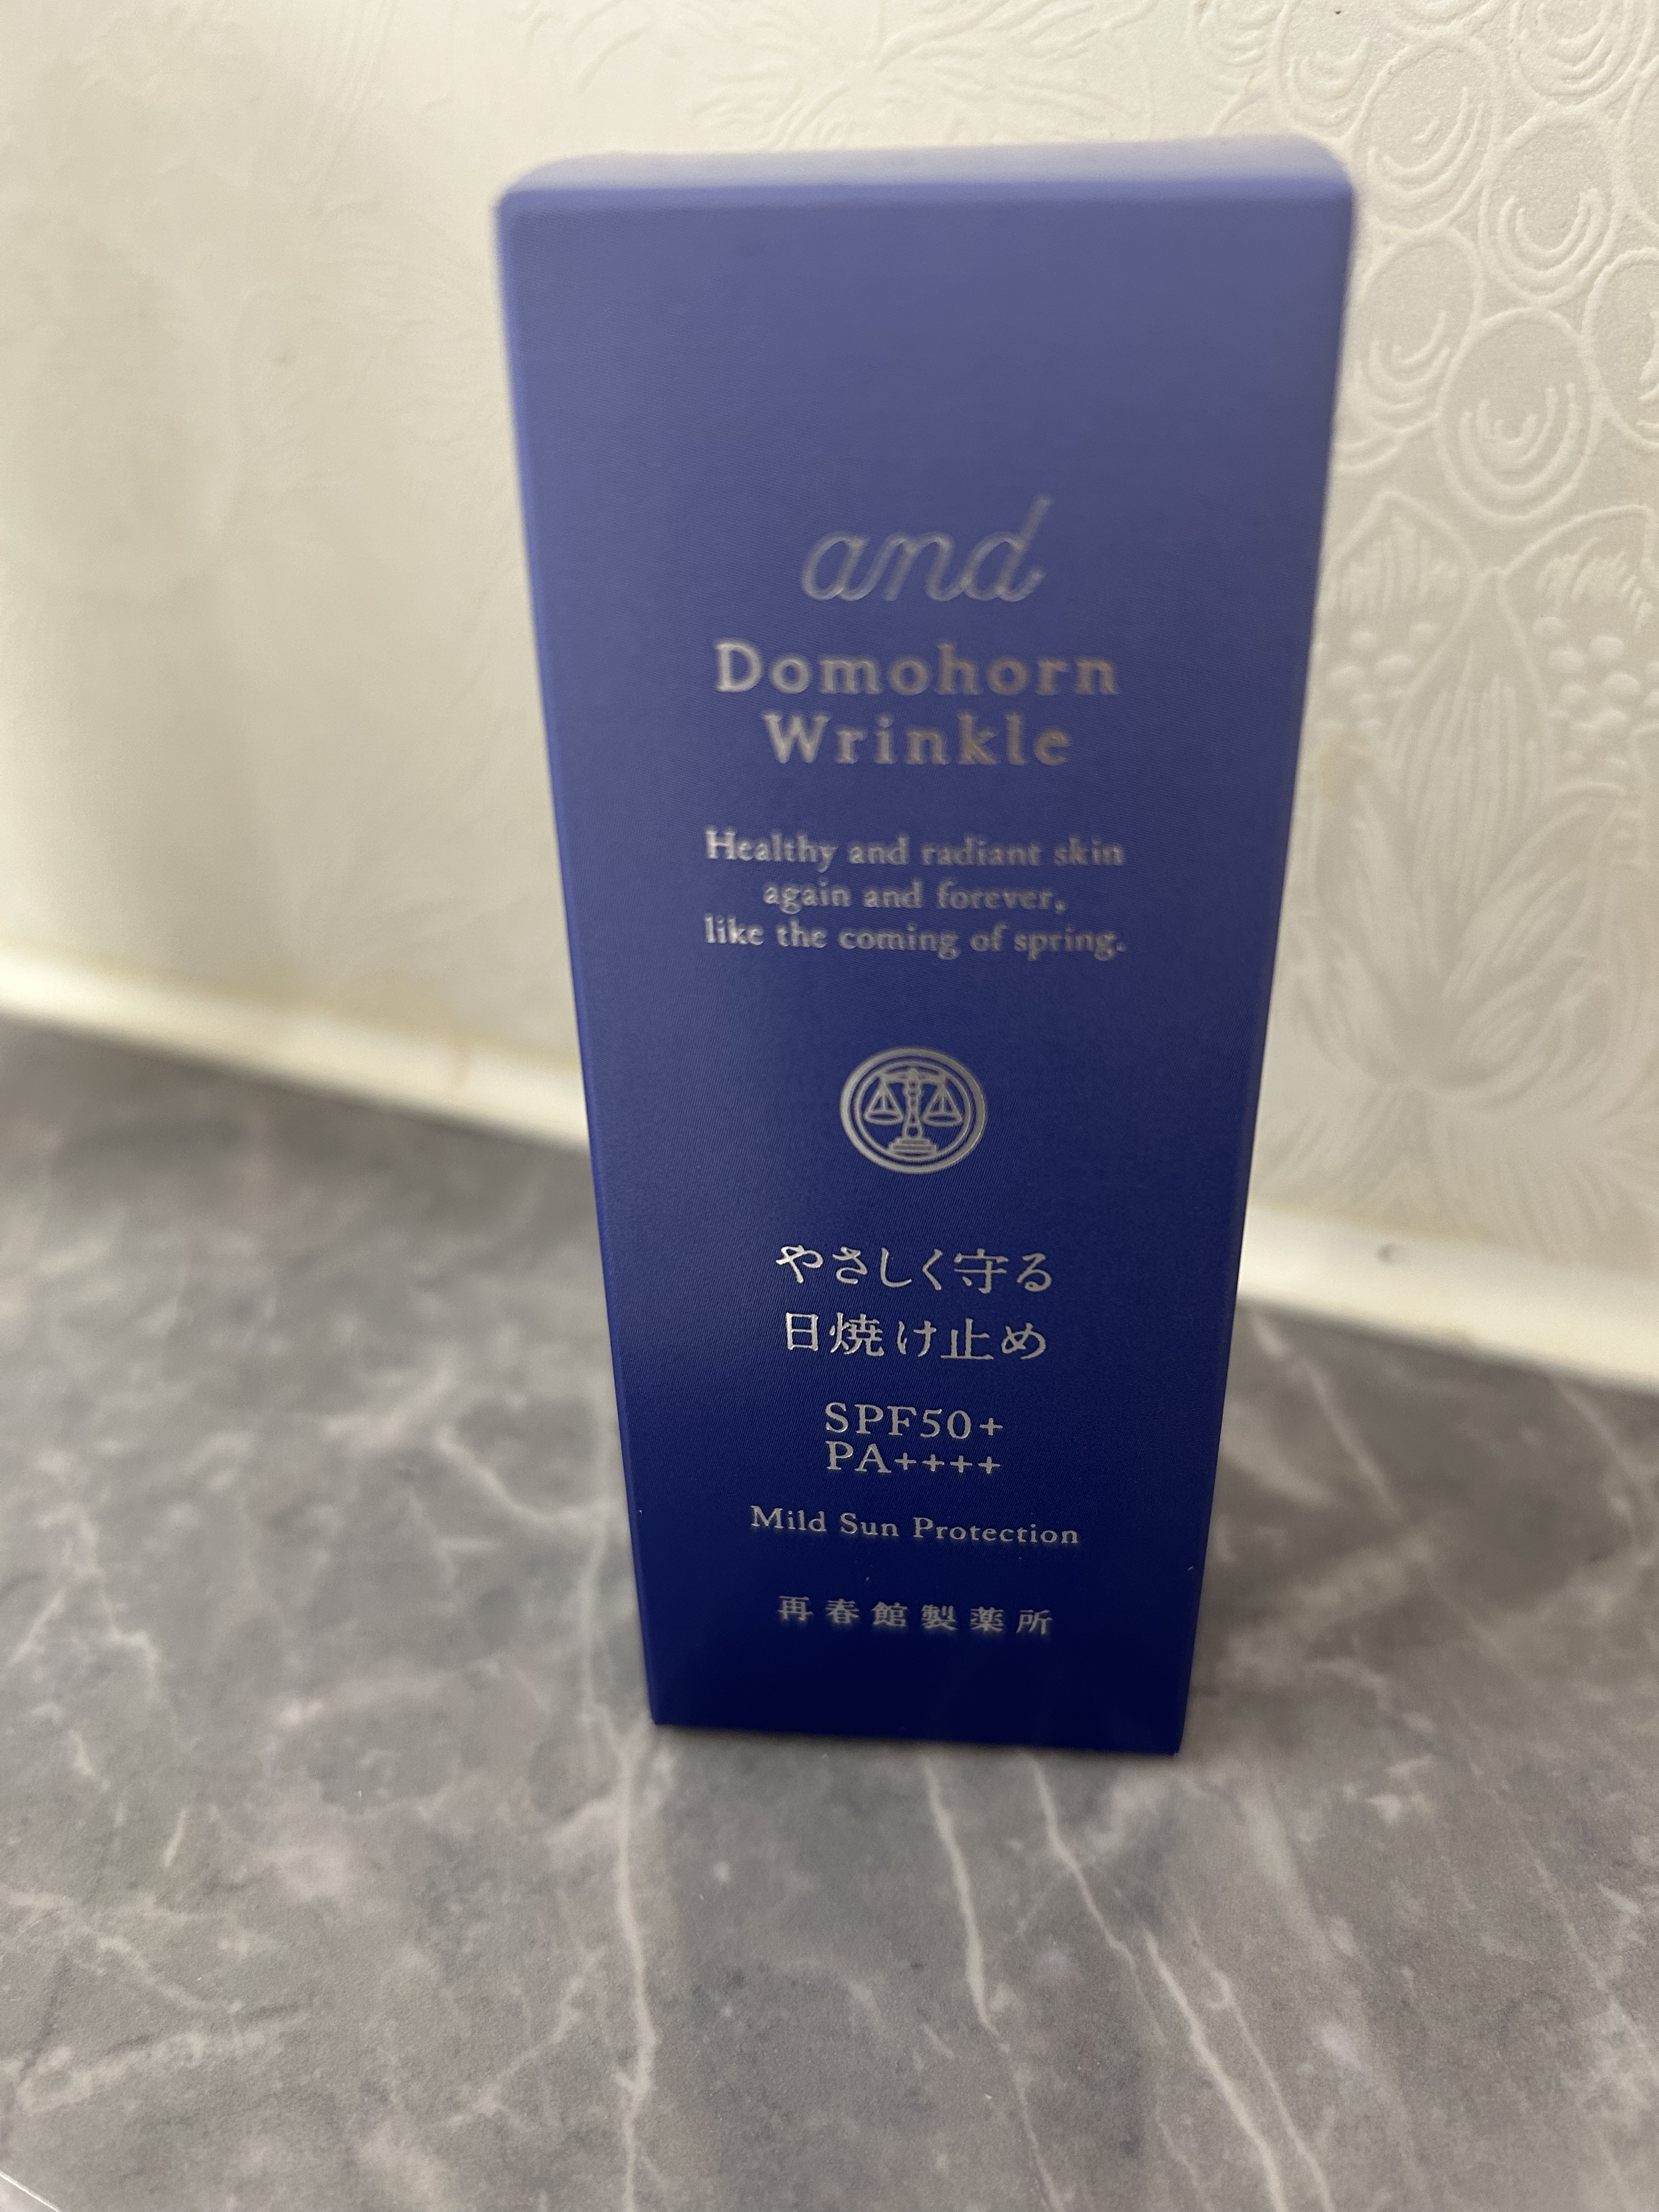 and
Domohorn
Wrinkle
Healthy and radiant skin
again and forever,
like the coming of spring.
やさしく守る
日焼け止め
SPF50+
PA++++
Mild Sun Protection
再春館製薬所